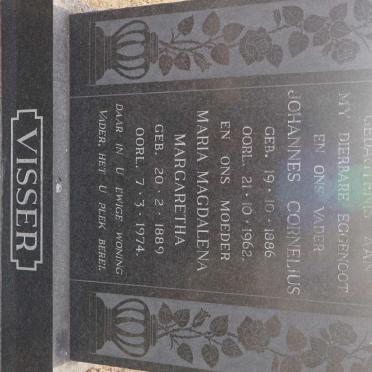 MY DIERBARE EGGENOOT
EN ONS VADER
JOHANNES CORNELIUS
GEB. 19·10·1886
OORL. 21·10·1962.
EN ONS MOEDER
MARIA MAGDALENA
MARGARETHA
GEB. 20·2·1889
OORL. 7·3·1974.
DAAR IN U EWIGE WONING
VADER, HET U PLEK BEREI.
VISSER